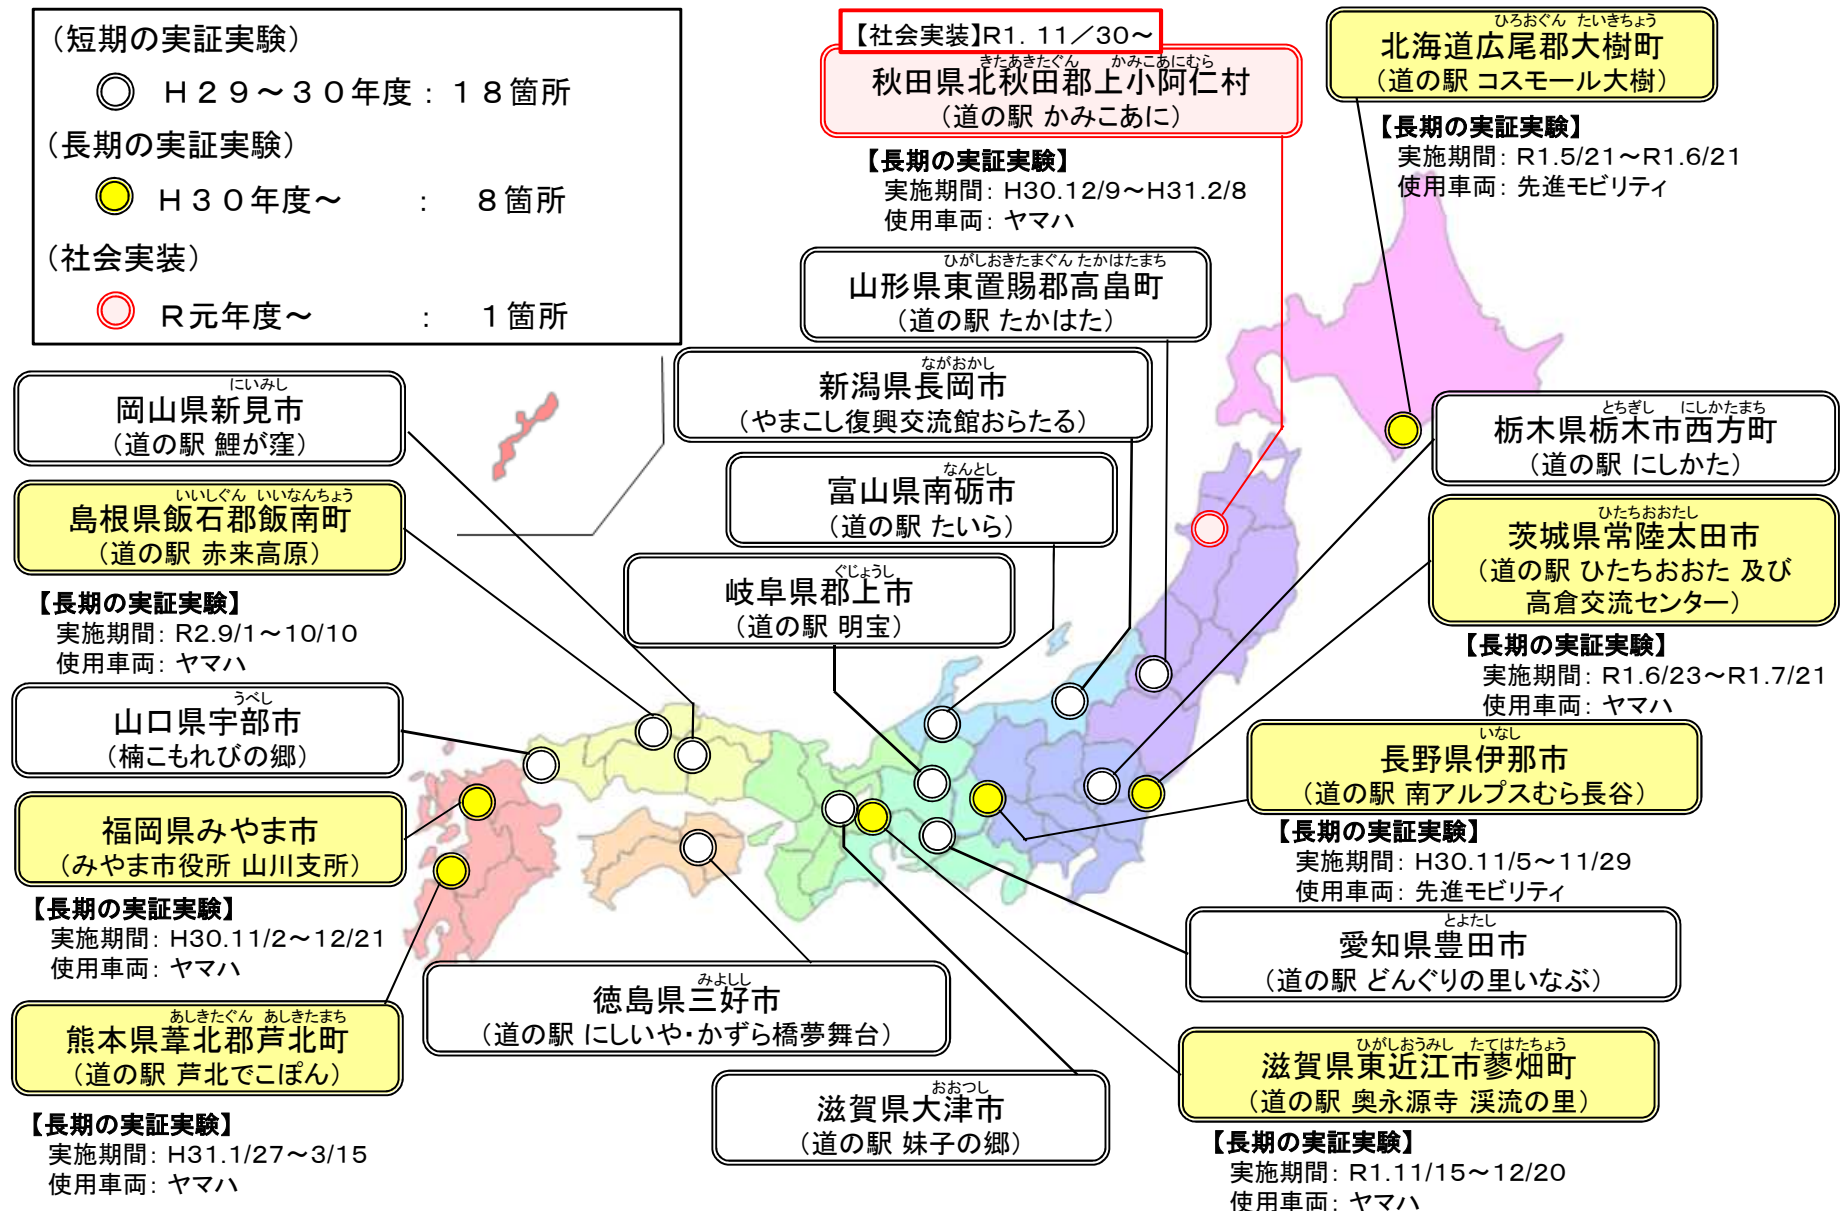 （短期の実証実験）
Ｈ２９～３０年度：１８箇所
（長期の実証実験）
Ｈ３０年度～　：　８箇所
（社会実装）
Ｒ元年度～　：　１箇所
【社会実装】R1. 11／30～
きたあきたぐん　かみこあにむら
秋田県北秋田郡上小阿仁村
（道の駅 かみこあに）
【長期の実証実験】
実施期間： H30.12/9～H31.2/8
使用車両： ヤマハ
ひろおぐん たいきちょう
北海道広尾郡大樹町
（道の駅 コスモール大樹）
【長期の実証実験】
実施期間： R1.5/21～R1.6/21
使用車両： 先進モビリティ
ひがしおきたまぐん たかはたまち
山形県東置賜郡高畠町
（道の駅 たかはた）
ながおかし
新潟県長岡市
（やまこし復興交流館おらたる）
なんとし
富山県南砺市
（道の駅 たいら）
ぐじょうし
岐阜県郡上市
（道の駅 明宝）
にいみし
岡山県新見市
（道の駅 鯉が窪）
いいしぐん いいなんちょう
島根県飯石郡飯南町
（道の駅 赤来高原）
【長期の実証実験】
実施期間： R2.9/1～10/10
使用車両： ヤマハ
うべし
山口県宇部市
（楠こもれびの郷）
福岡県みやま市
（みやま市役所 山川支所）
【長期の実証実験】
実施期間： H30.11/2～12/21
使用車両： ヤマハ
あしきたぐん あしきたまち
熊本県葦北郡芦北町
（道の駅 芦北でこぽん）
【長期の実証実験】
実施期間： H31.1/27～3/15
使用車両： ヤマハ
とちぎし　にしかたまち
栃木県栃木市西方町
（道の駅 にしかた）
ひたちおおたし
茨城県常陸太田市
（道の駅 ひたちおおた 及び
高倉交流センター）
【長期の実証実験】
実施期間： R1.6/23～R1.7/21
使用車両： ヤマハ
いなし
長野県伊那市
（道の駅 南アルプスむら長谷）
【長期の実証実験】
実施期間： H30.11/5～11/29
使用車両： 先進モビリティ
とよたし
愛知県豊田市
（道の駅 どんぐりの里いなぶ）
みよしし
徳島県三好市
（道の駅 にしいや・かずら橋夢舞台）
おおつし
滋賀県大津市
（道の駅 妹子の郷）
ひがしおうみし　たてはたちょう
滋賀県東近江市蓼畑町
（道の駅 奥永源寺 渓流の里）
【長期の実証実験】
実施期間： R1.11/15～12/20
使用車両： ヤマハ